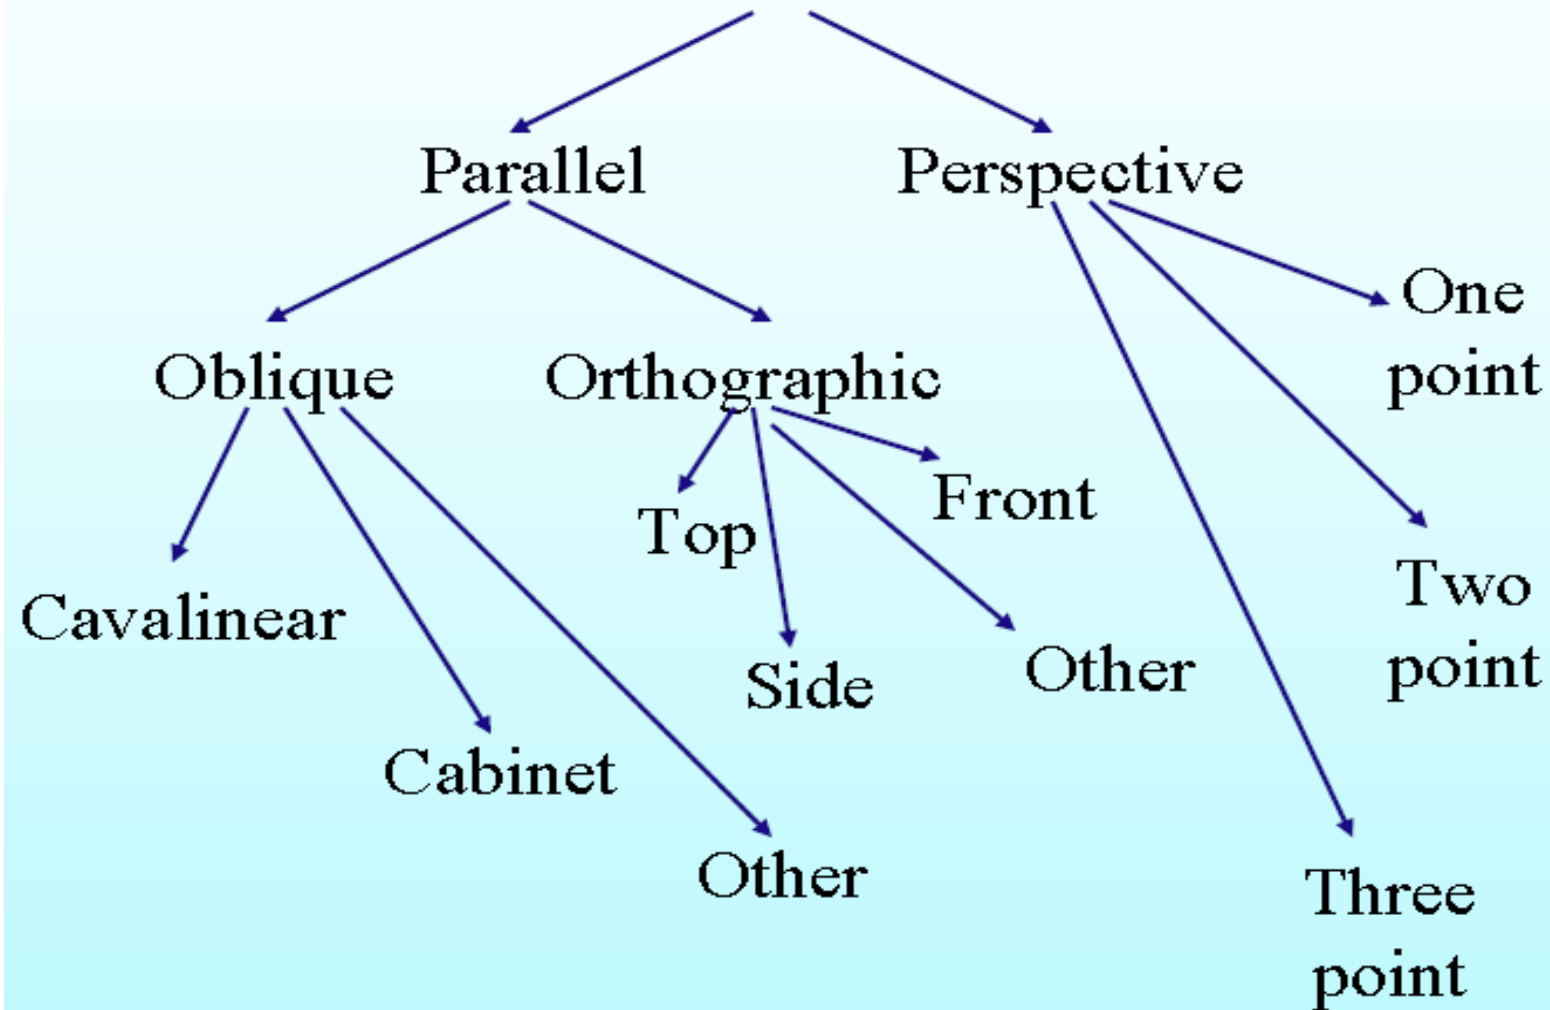 Parallel
Perspective
One
point
Oblique
Orthographic
Front
Top
Two
point
Cavalinear
Side
Other
Cabinet
Other
Three
point